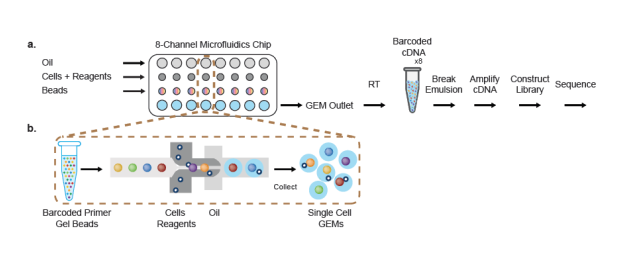 a.
8-Channel Microfluidics Chip
Barcoded
cDNA
x8
Oil
Cells + Reagents
Beads
GEM Outlet
RT
Break
Emulsion
Amplify
cDNA
Construct
Library
Sequence
b.
Collect
Barcoded Primer
Gel Beads
Cells
Reagents
Oil
Single Cell
GEMs